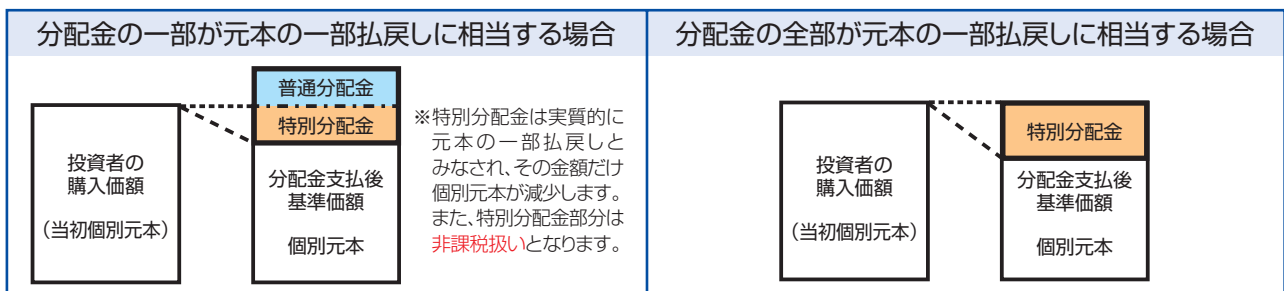 分配金の一部が元本の一部払戻しに相当する場合
普通分配金
特別分配金
投資者の
購入価額
(当初個別元本)
分配金支払後
基準価額
個別元本
※特別分配金は実質的に
元本の一部払戻しと
みなされ、その金額だけ
個別元本が減少します。
また、特別分配金部分は
非課税扱いとなります。
分配金の全部が元本の一部払戻しに相当する場合
特別分配金
投資者の
購入価額
(当初個別元本)
分配金支払後
基準価額
個別元本